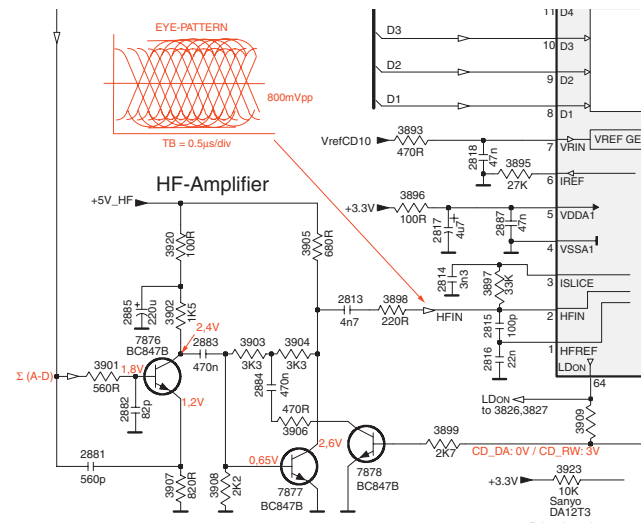 EYE-PATTERN
800mVpp
TB = 0.5µs/div
HF-Amplifier
+5V_HF
3920
100R
3905
680R
2885
220u
+
3902
1K5
7876
BC847B
2,4V
2883
470n
3903
3K3
3904
3K3
2884
470n
470R
3906
Σ (A-D)
3901
560R
1,8V
2882
82p
1,2V
2881
560p
3907
820R
3908
2K2
0,65V
7877
BC847B
2,6V
7878
BC847B
2813
4n7
3898
220R
HFIN
D3
D2
D1
11
D4
10
D3
9
D2
8
D1
VrefCD10
3893
470R
2818
47n
7
VRIN
VREF GE
3895
27K
6
IREF
+3.3V
3896
100R
2817
4u7
+
2887
47n
5
VDDA1
4
VSSA1
2814
3n3
3897
33K
3
ISLICE
2815
100p
2
HFIN
2816
22n
1
HFREF
LDON
64
LDON
to 3826,3827
3909
3899
2K7
CD_DA: 0V / CD_RW: 3V
+3.3V
3923
10K
Sanyo
DA12T3